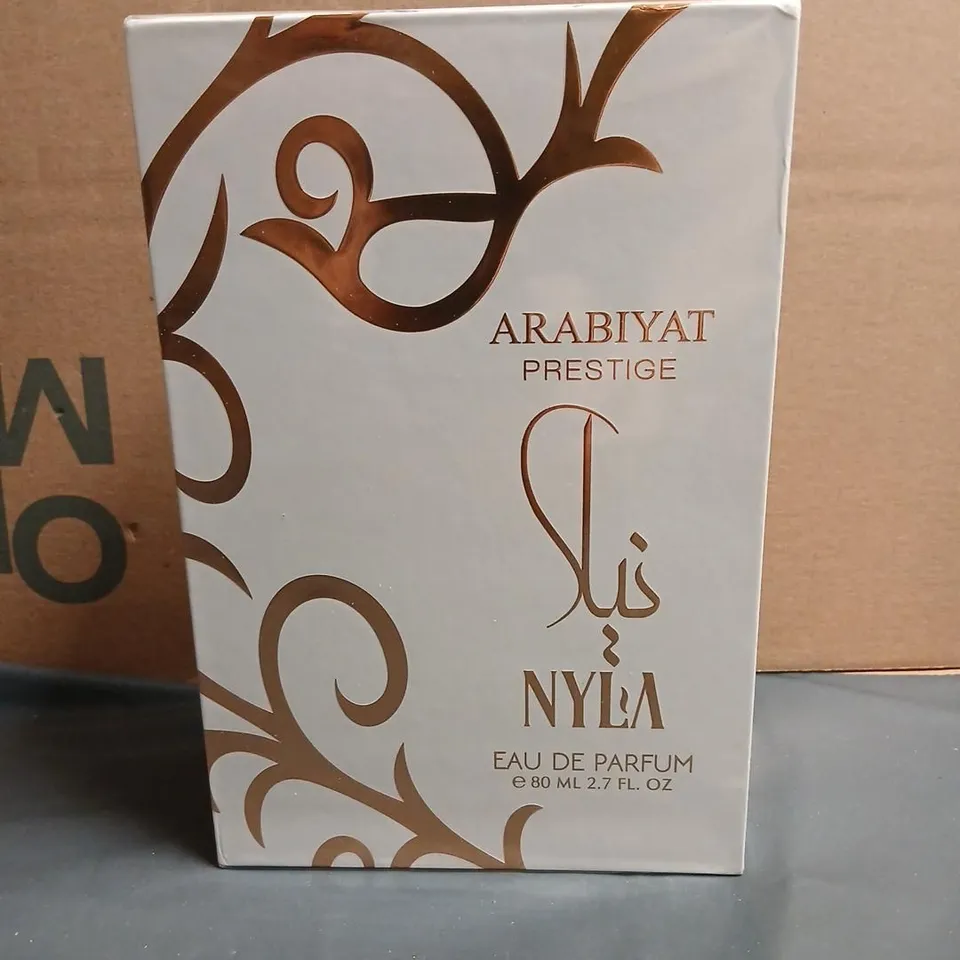 ARABIYAT
PRESTIGE
نيلا
NYLA
EAU DE PARFUM
e 80 ML 2.7 FL. OZ